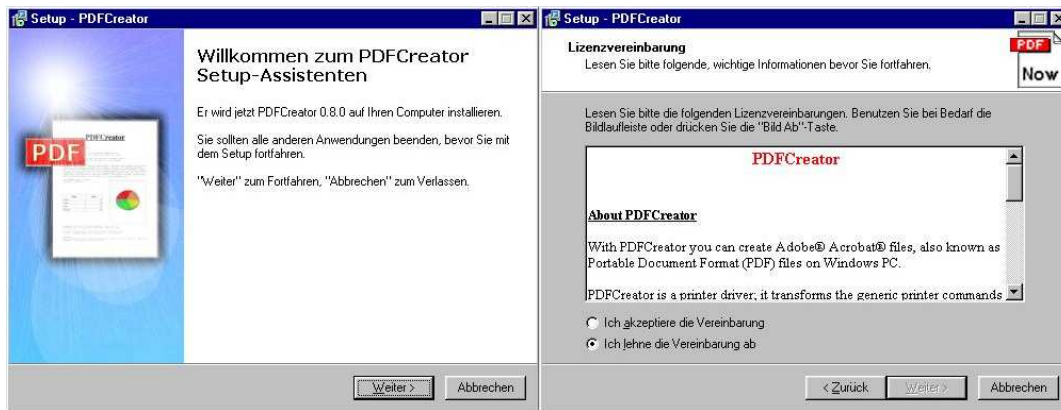 Setup - PDFCreator
Willkommen zum PDFCreator
Setup-Assistenten
Er wird jetzt PDFCreator 0.8.0 auf Ihren Computer installieren.
Sie sollten alle anderen Anwendungen beenden, bevor Sie mit
dem Setup fortfahren.
"Weiter" zum Fortfahren, "Abbrechen" zum Verlassen.
PDFCreator
PDF
Weiter >
Abbrechen
Setup - PDFCreator
Lizenzvereinbarung
Lesen Sie bitte folgende, wichtige Informationen bevor Sie fortfahren.
PDF
Now
Lesen Sie bitte die folgenden Lizenzvereinbarungen. Benutzen Sie bei Bedarf die
Bildlaufleiste oder drücken Sie die "Bild Ab"-Taste.
PDFCreator
About PDFCreator
With PDFCreator you can create Adobe® Acrobat® files, also known as
Portable Document Format (PDF) files on Windows PC.
PDFCreator is a printer driver; it transforms the generic printer commands
Ich akzeptiere die Vereinbarung
Ich lehne die Vereinbarung ab
< Zurück
Weiter >
Abbrechen